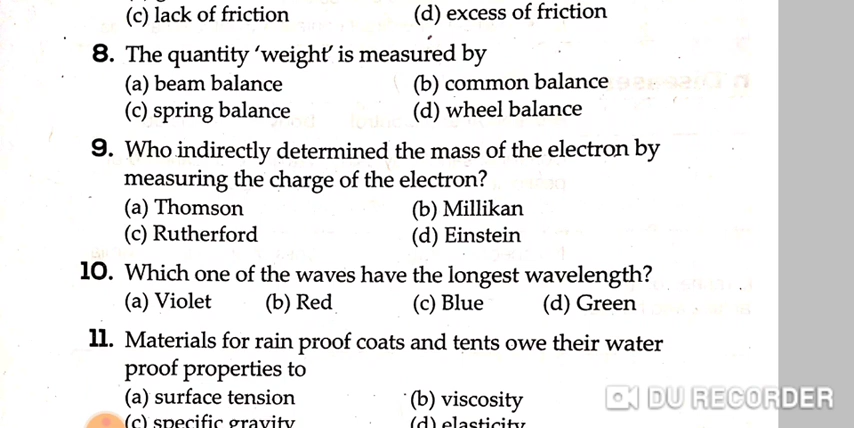 (c) lack of friction (d) excess of friction
8. The quantity ‘weight’ is measured by
(a) beam balance (b) common balance
(c) spring balance (d) wheel balance
9. Who indirectly determined the mass of the electron by
measuring the charge of the electron?
(a) Thomson (b) Millikan
(c) Rutherford (d) Einstein
10. Which one of the waves have the longest wavelength?
(a) Violet (b) Red (c) Blue (d) Green
11. Materials for rain proof coats and tents owe their water
proof properties to
(a) surface tension (b) viscosity
(c) specific gravity (d) elasticity
DU RECORDER